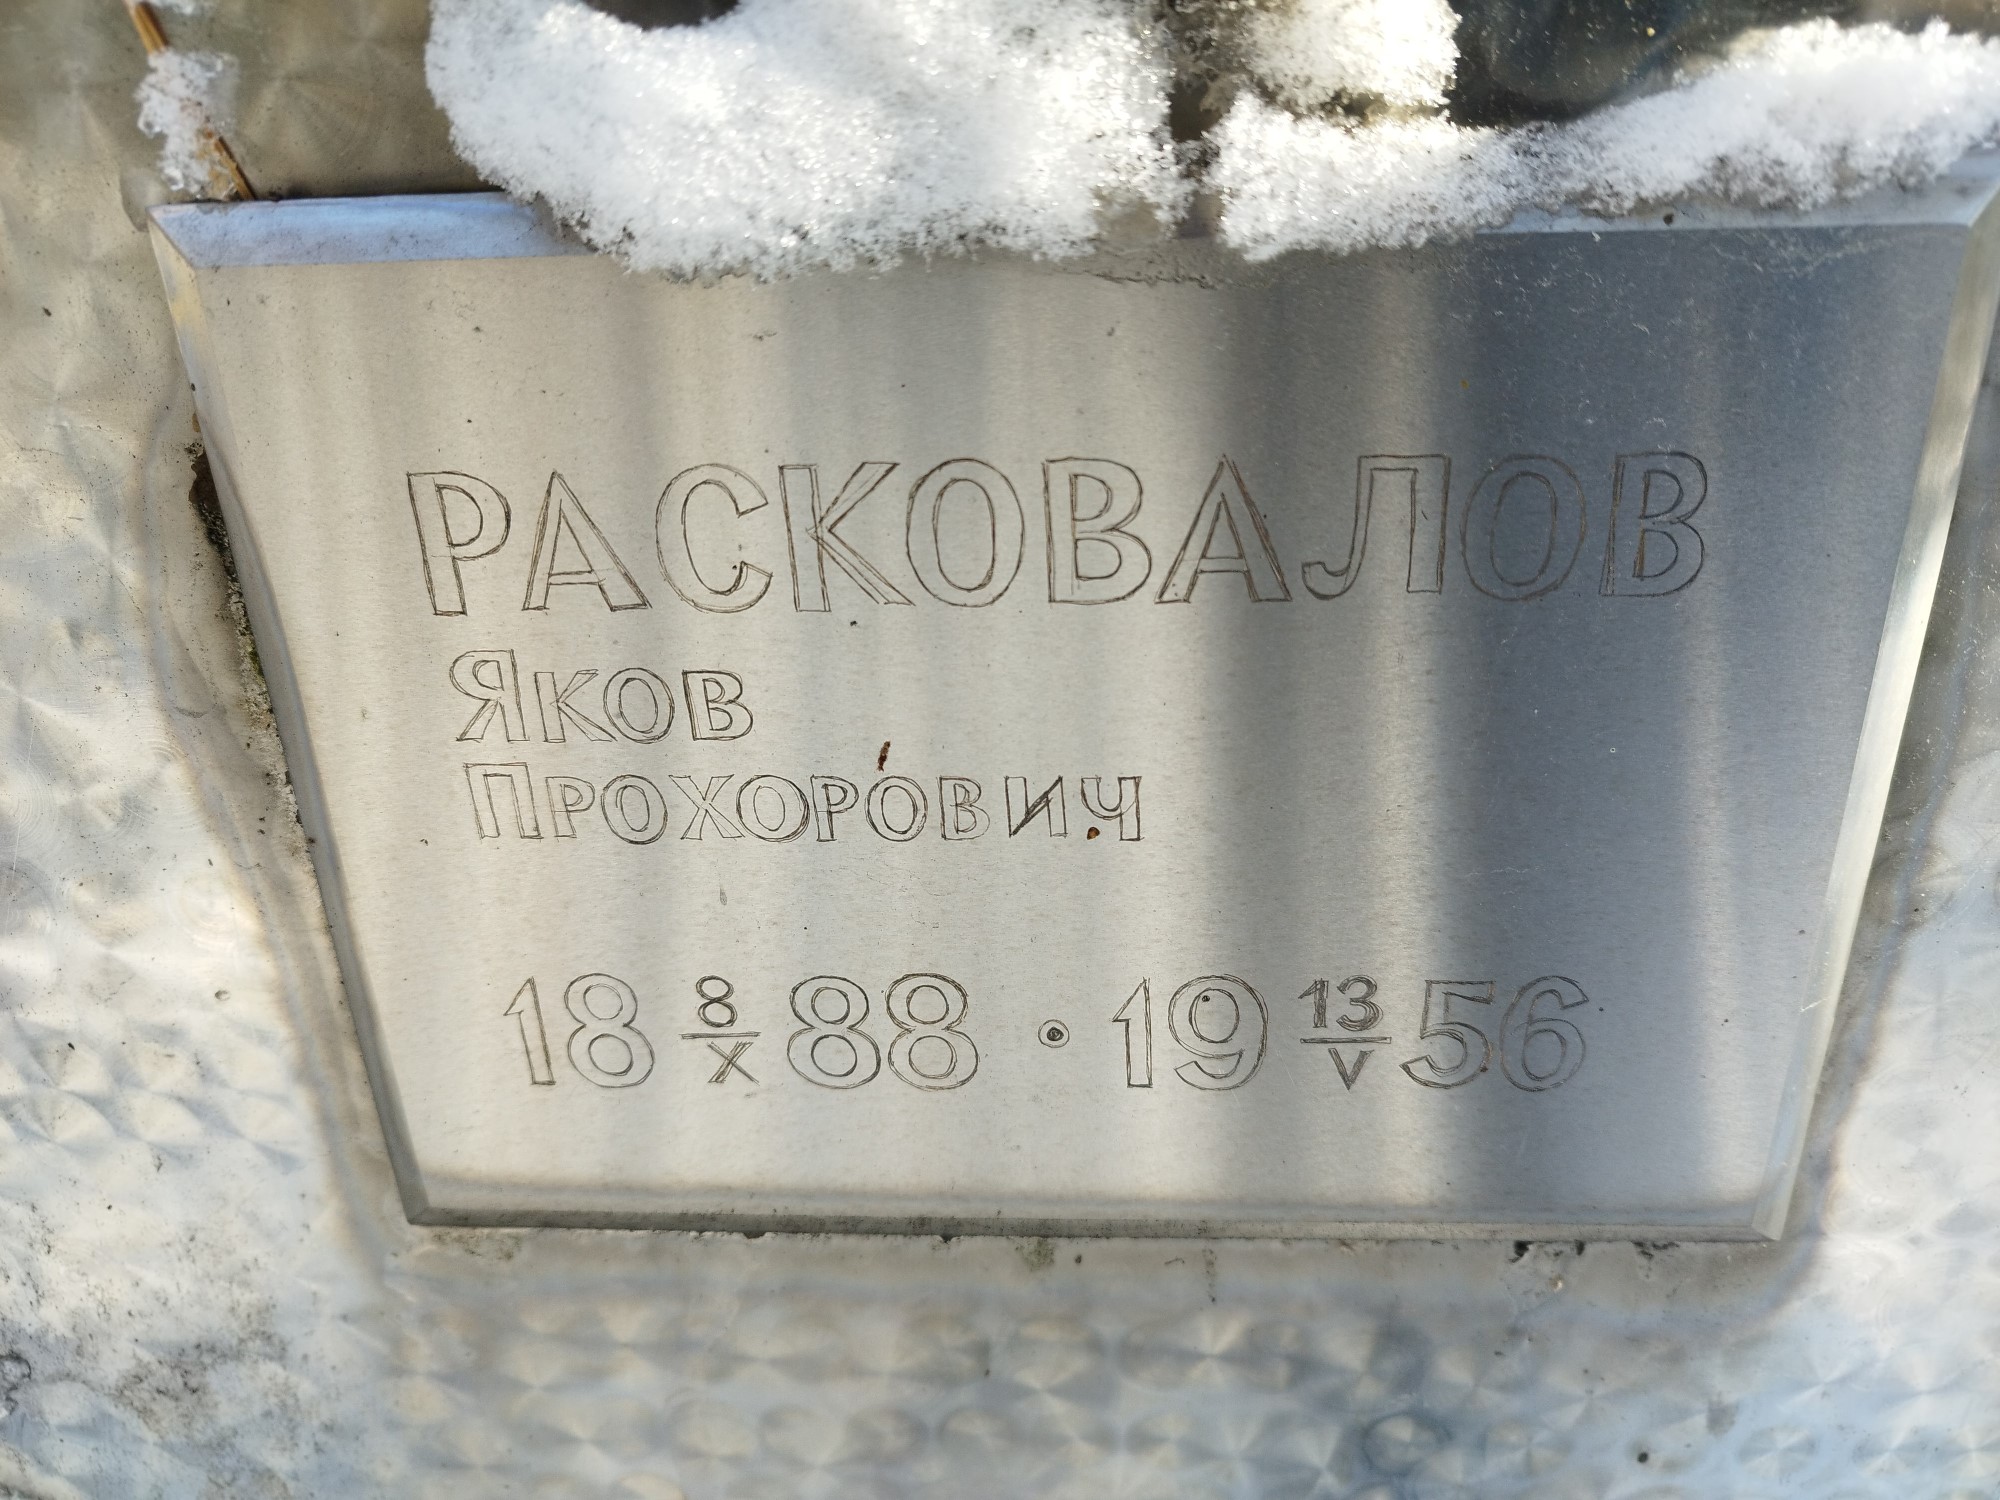 РАСКОВАЛОВ
ЯКОВ
ПРОХОРОВИЧ
18 8/X 88 · 19 13/V 56